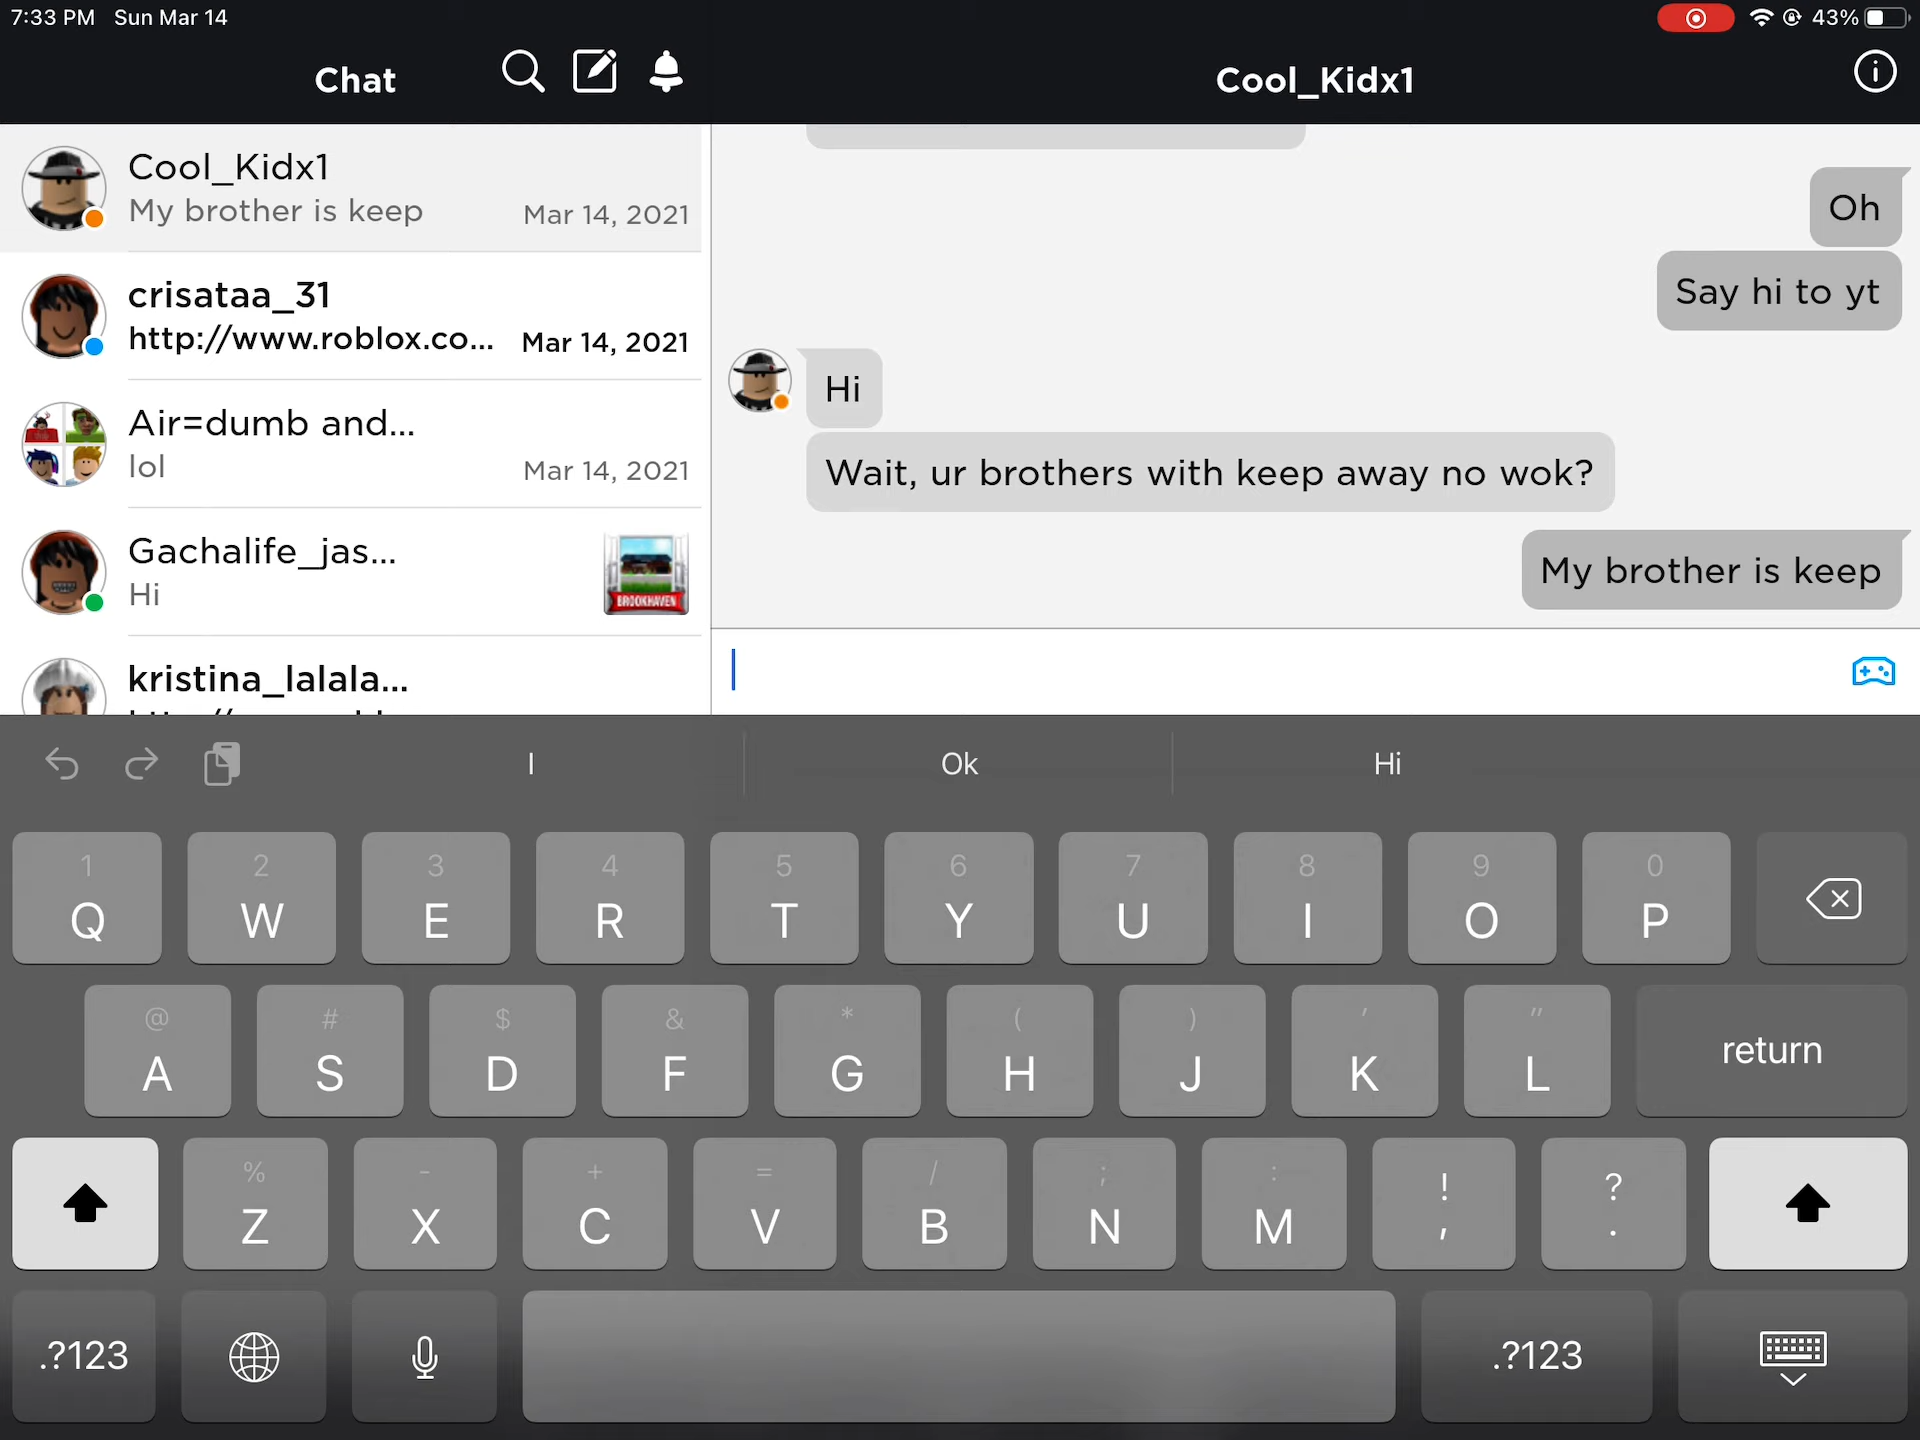 7:33 PM Sun Mar 14
43%
Chat
Cool_Kidx1
Cool_Kidx1
My brother is keep
Mar 14, 2021
crisataa_31
http://www.roblox.co...
Mar 14, 2021
Air=dumb and...
lol
Mar 14, 2021
Gachalife_jas...
Hi
BROOKHAVEN
kristina_lalala...
Oh
Say hi to yt
Hi
Wait, ur brothers with keep away no wok?
My brother is keep
I
Ok
Hi
1 2 3 4 5 6 7 8 9 0
Q W E R T Y U I O P
@ # $ & * ( ) ' "
A S D F G H J K L return
% - + = / ; : ! ?
Z X C V B N M , .
.?123 .?123